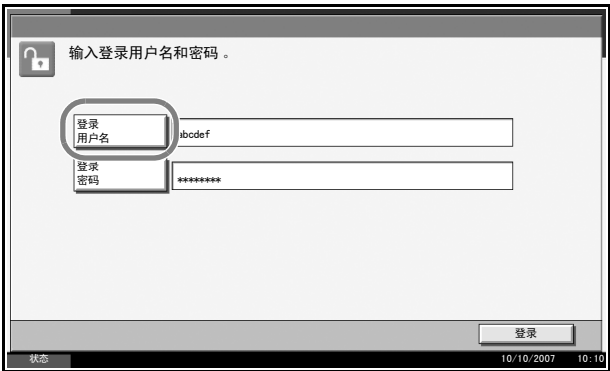 输入登录用户名和密码 。
登录
用户名
abcdef
登录
密码
********
登录
状态
10/10/2007 10:10